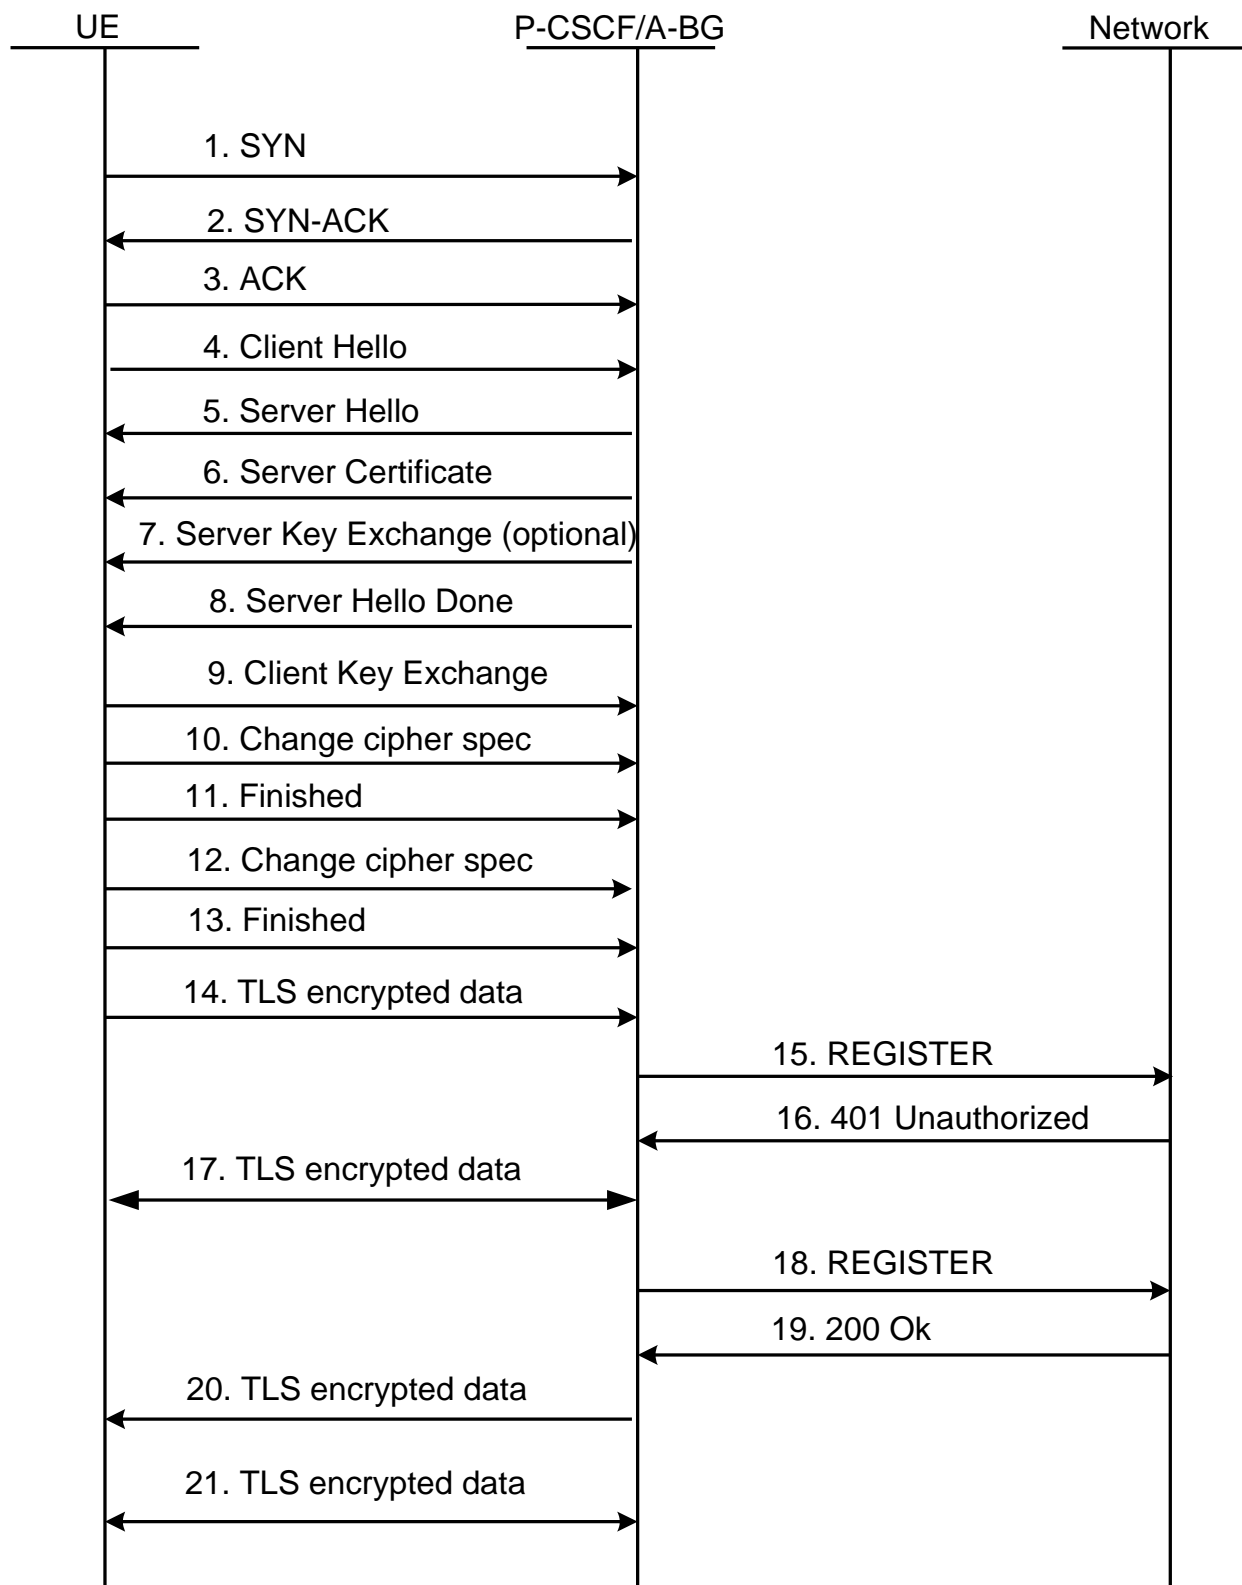 UE
P-CSCF/A-BG
Network
1. SYN
2. SYN-ACK
3. ACK
4. Client Hello
5. Server Hello
6. Server Certificate
7. Server Key Exchange (optional)
8. Server Hello Done
9. Client Key Exchange
10. Change cipher spec
11. Finished
12. Change cipher spec
13. Finished
14. TLS encrypted data
15. REGISTER
16. 401 Unauthorized
17. TLS encrypted data
18. REGISTER
19. 200 Ok
20. TLS encrypted data
21. TLS encrypted data